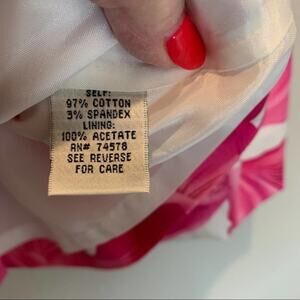 SELF:
97% COTTON
3% SPANDEX
LINING:
100% ACETATE
RN# 74578
SEE REVERSE
FOR CARE